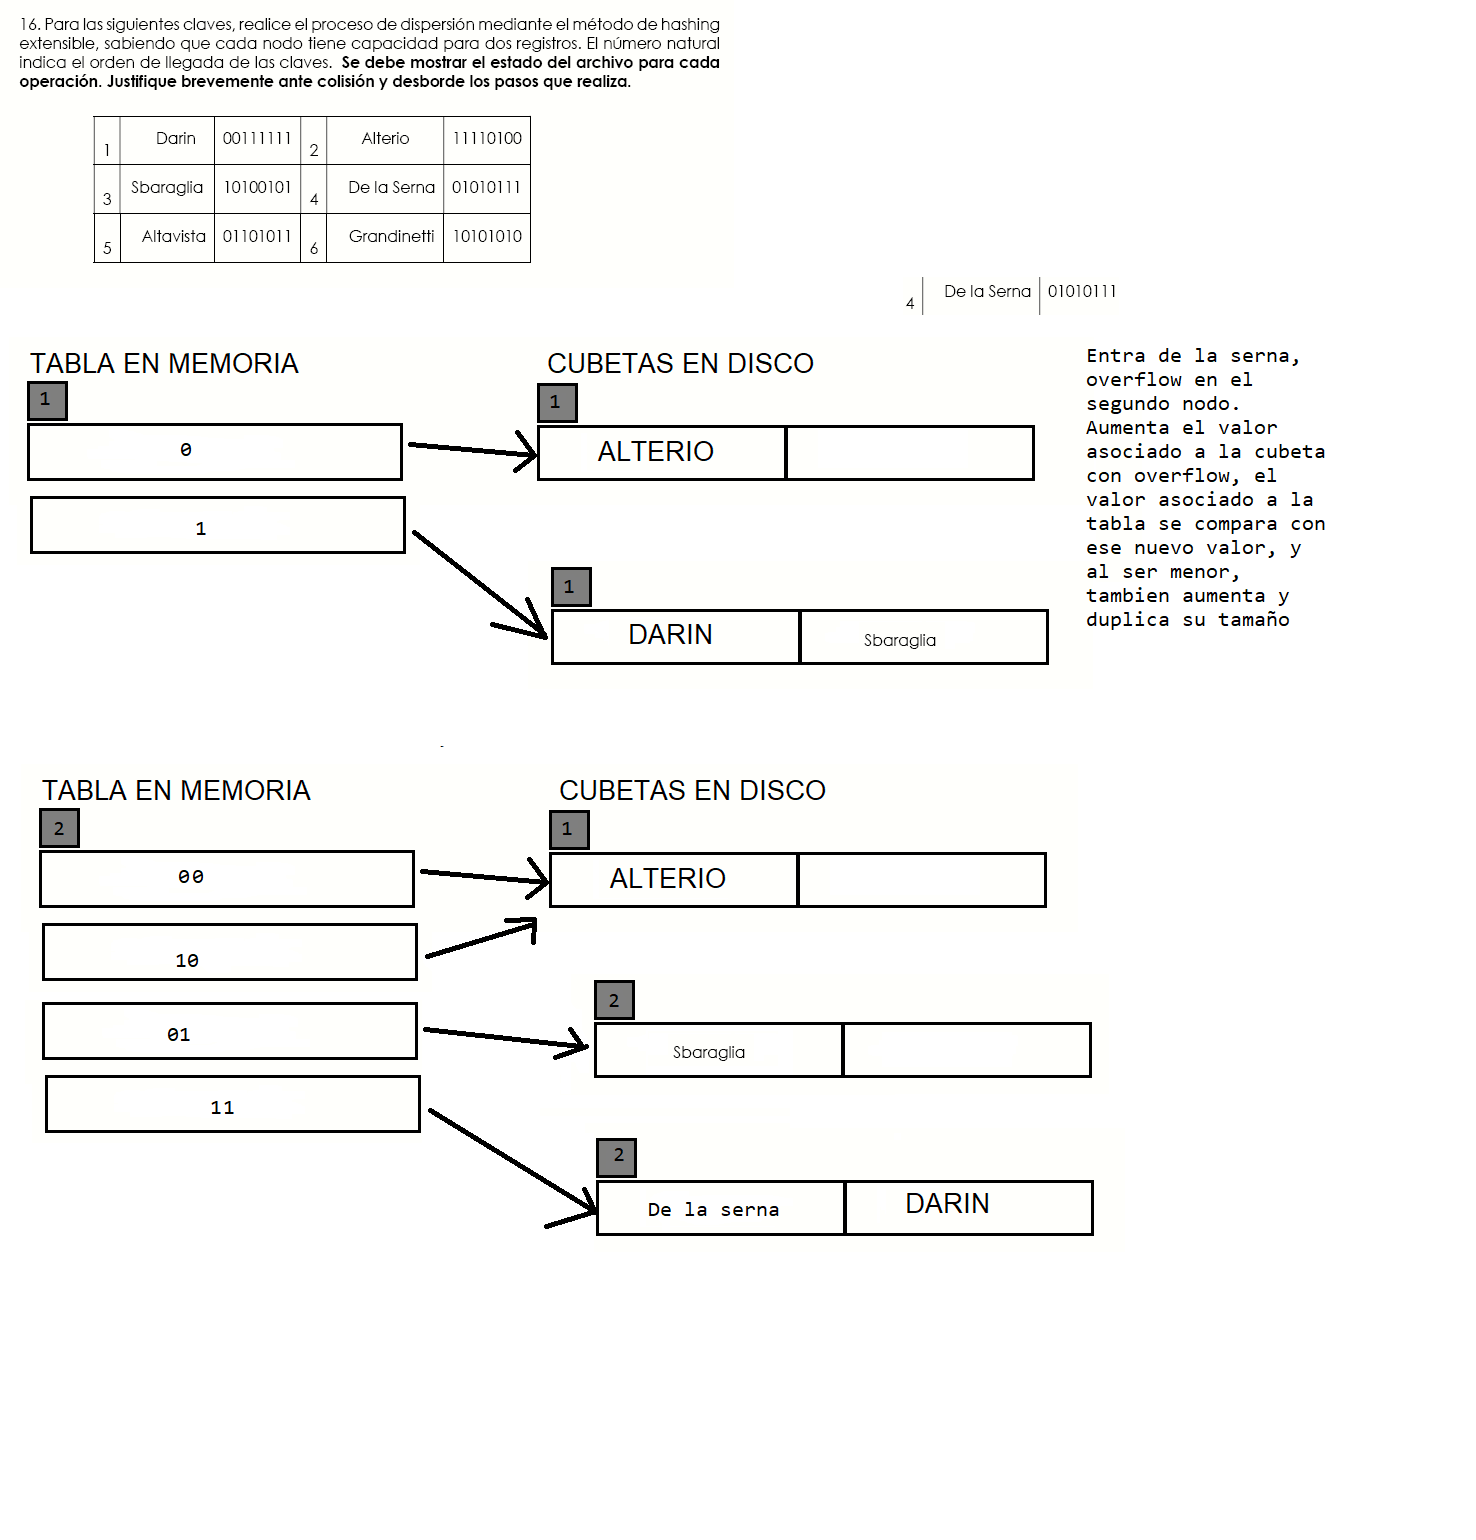 16. Para las siguientes claves, realice el proceso de dispersión mediante el método de hashing
extensible, sabiendo que cada nodo tiene capacidad para dos registros. El número natural
indica el orden de llegada de las claves. Se debe mostrar el estado del archivo para cada
operación. Justifique brevemente ante colisión y desborde los pasos que realiza.
1 Darin 00111111 2 Alterio 11110100
3 Sbaraglia 10100101 4 De la Serna 01010111
5 Altavista 01101011 6 Grandinetti 10101010
4 De la Serna 01010111
TABLA EN MEMORIA
1
0
1
CUBETAS EN DISCO
1
ALTERIO
1
DARIN Sbaraglia
Entra de la serna,
overflow en el
segundo nodo.
Aumenta el valor
asociado a la cubeta
con overflow, el
valor asociado a la
tabla se compara con
ese nuevo valor, y
al ser menor,
tambien aumenta y
duplica su tamaño
TABLA EN MEMORIA
2
00
10
01
11
CUBETAS EN DISCO
1
ALTERIO
2
Sbaraglia
2
De la serna DARIN